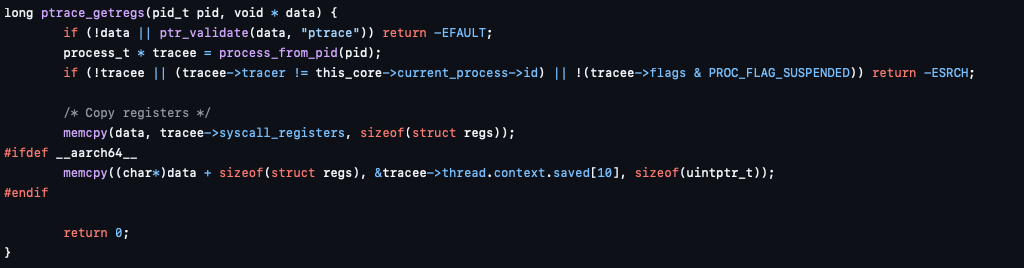 long ptrace_getregs(pid_t pid, void * data) {
if (!data || ptr_validate(data, "ptrace")) return -EFAULT;
process_t * tracee = process_from_pid(pid);
if (!tracee || (tracee->tracer != this_core->current_process->id) || !(tracee->flags & PROC_FLAG_SUSPENDED)) return -ESRCH;
/* Copy registers */
memcpy(data, tracee->syscall_registers, sizeof(struct regs));
#ifdef __aarch64__
memcpy((char*)data + sizeof(struct regs), &tracee->thread.context.saved[10], sizeof(uintptr_t));
#endif
return 0;
}